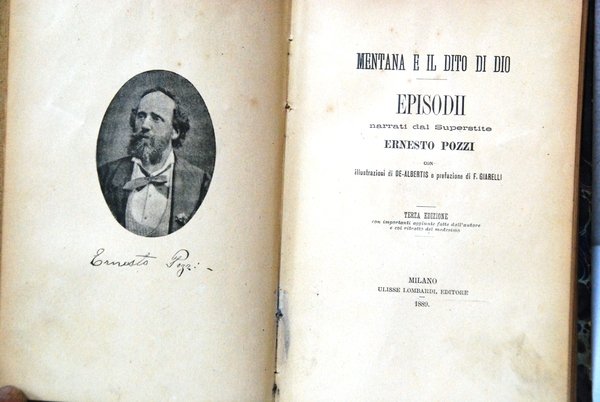 Ernesto Pozzi
MENTANA E IL DITO DI DIO
EPISODII
narrati dal Superstite
ERNESTO POZZI
CON
illustrazioni di DE-ALBERTIS e prefazione di F. GIARELLI
TERZA EDIZIONE
con importanti aggiunte fatte dall'autore
e col ritratto del medesimo
MILANO
ULISSE LOMBARDI, EDITORE
1889.